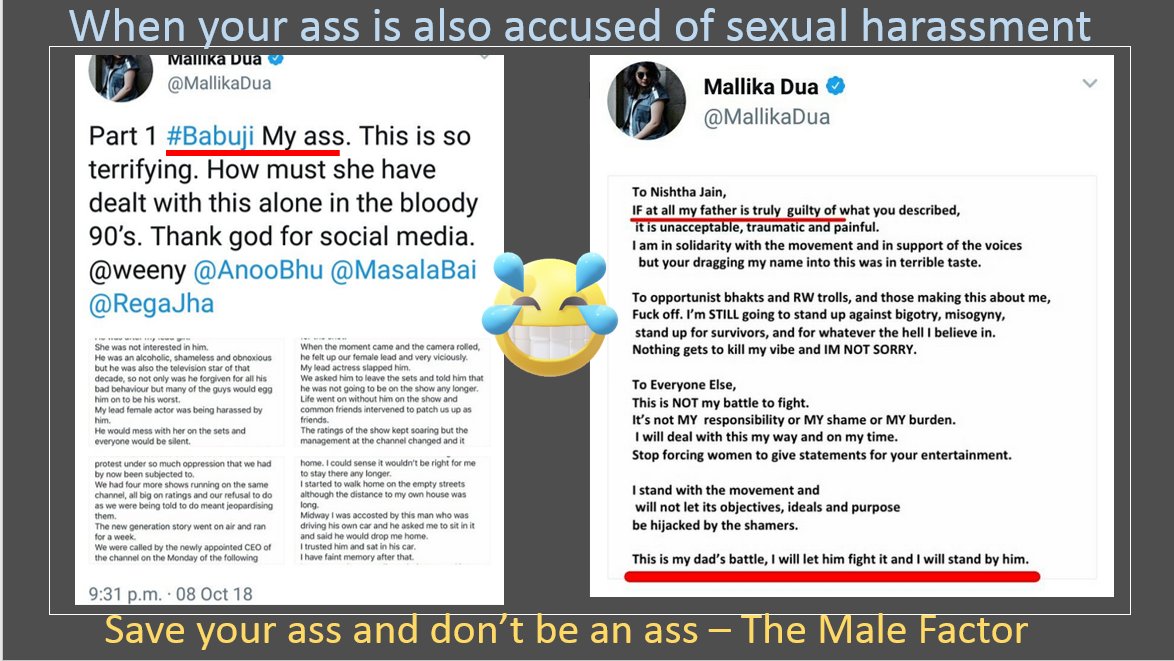 When your ass is also accused of sexual harassment
Mallika Dua
@MallikaDua
Part 1 #Babuji My ass. This is so
terrifying. How must she have
dealt with this alone in the bloody
90's. Thank god for social media.
@weeny @AnooBhu @MasalaBai
@RegaJha
She was not interested in him.
He was an alcoholic, shameless and obnoxious
but he was also the television star of that
decade, so not only was he forgiven for all his
bad behaviour but many of the guys would egg
him on to be his worst.
My lead female actor was being harassed by
him.
He would mess with her on the sets and
everyone would be silent.
When the moment came and the camera rolled,
he felt up our female lead and very viciously.
My lead actress slapped him.
We asked him to leave the sets and told him that
he was not going to be on the show any longer.
Life went on without him on the show and
common friends intervened to patch us up as
friends.
The ratings of the show kept soaring but the
management at the channel changed and it
protest under so much oppression that we had
by now been subjected to.
We had four more shows running on the same
channel, all big on ratings and our refusal to do
as we were being told to do meant jeopardising
them.
The new generation story went on air and ran
for a week.
We were called by the newly appointed CEO of
the channel on the Monday of the following
home. I could sense it wouldn't be right for me
to stay there any longer.
I started to walk home on the empty streets
although the distance to my own house was
long.
Midway I was accosted by this man who was
driving his own car and he asked me to sit in it
and said he would drop me home.
I trusted him and sat in his car.
I have faint memory after that.
9:31 p.m. · 08 Oct 18
Mallika Dua
@MallikaDua
To Nishtha Jain,
IF at all my father is truly guilty of what you described,
it is unacceptable, traumatic and painful.
I am in solidarity with the movement and in support of the voices
but your dragging my name into this was in terrible taste.
To opportunist bhakts and RW trolls, and those making this about me,
Fuck off. I'm STILL going to stand up against bigotry, misogyny,
stand up for survivors, and for whatever the hell I believe in.
Nothing gets to kill my vibe and IM NOT SORRY.
To Everyone Else,
This is NOT my battle to fight.
It's not MY responsibility or MY shame or MY burden.
I will deal with this my way and on my time.
Stop forcing women to give statements for your entertainment.
I stand with the movement and
will not let its objectives, ideals and purpose
be hijacked by the shamers.
This is my dad's battle, I will let him fight it and I will stand by him.
Save your ass and don't be an ass – The Male Factor